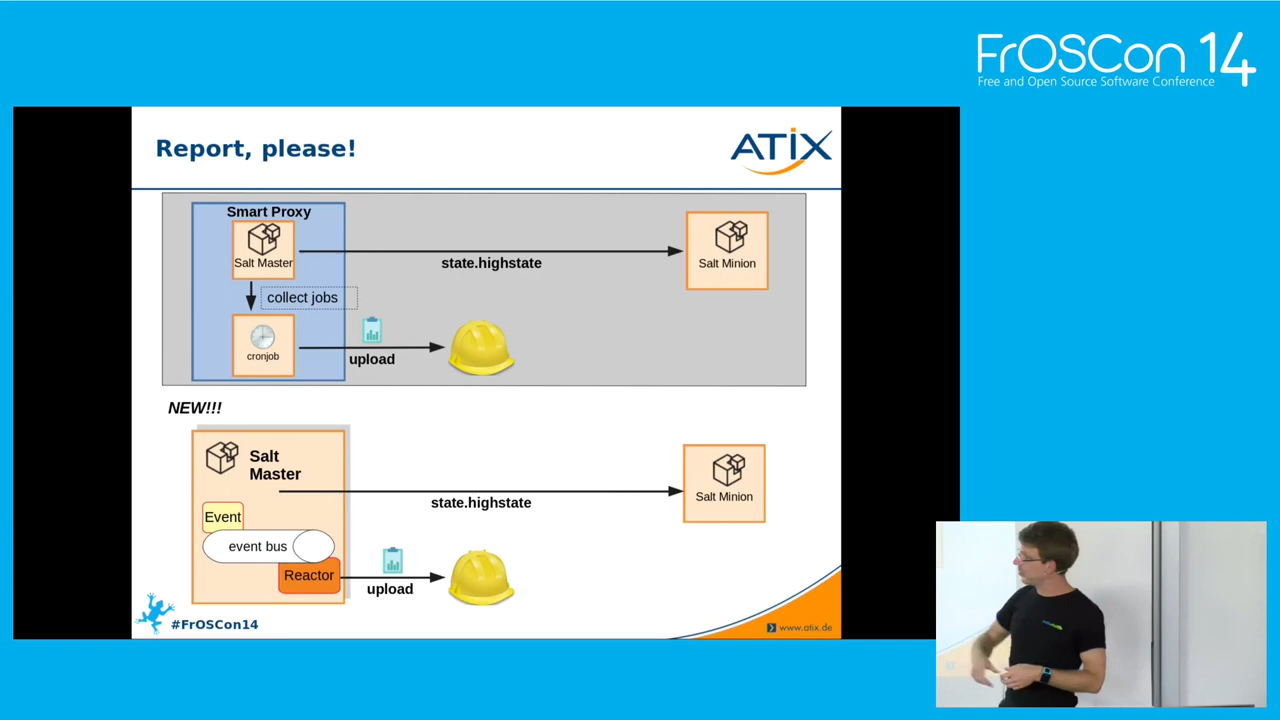 FrOSCon 14
Free and Open Source Software Conference
Report, please!
ATIX
Smart Proxy
Salt Master
state.highstate
Salt Minion
collect jobs
cronjob
upload
NEW!!!
Salt
Master
state.highstate
Salt Minion
Event
event bus
Reactor
upload
#FrOSCon14
www.atix.de